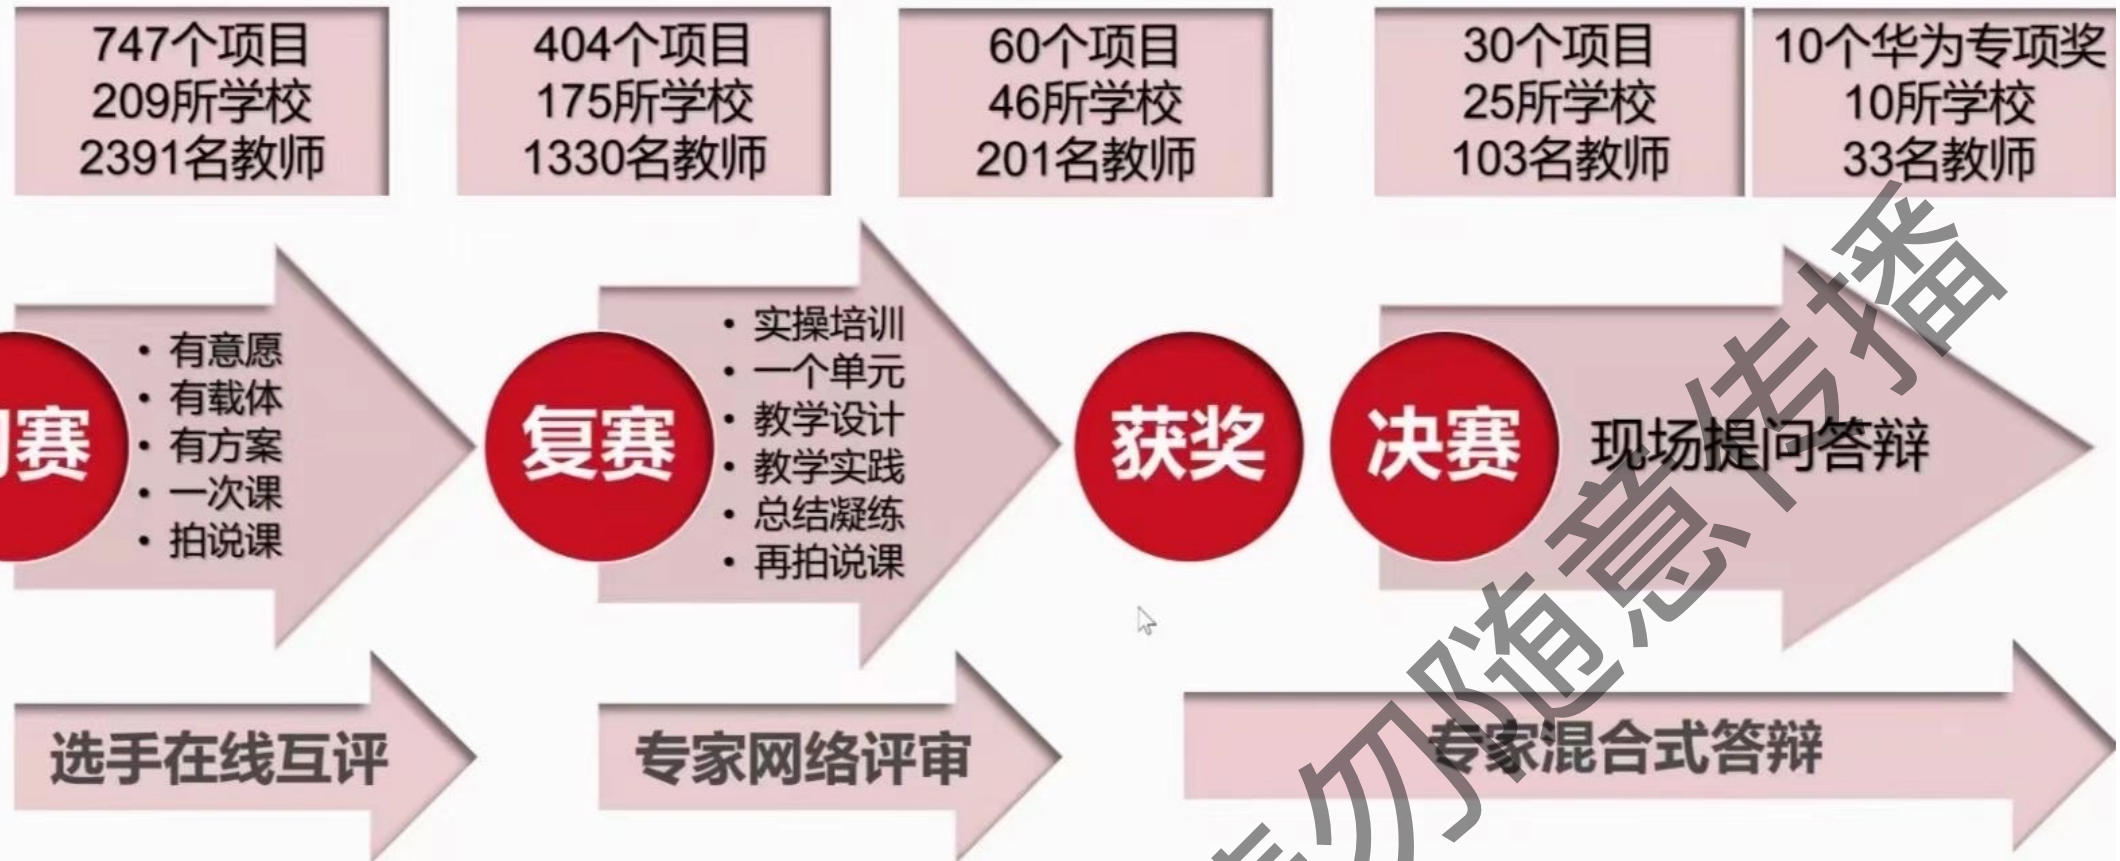 747个项目
209所学校
2391名教师
404个项目
175所学校
1330名教师
60个项目
46所学校
201名教师
30个项目
25所学校
103名教师
10个华为专项奖
10所学校
33名教师
赛
• 有意愿
• 有载体
• 有方案
• 一次课
• 拍说课
复赛
• 实操培训
• 一个单元
• 教学设计
• 教学实践
• 总结凝练
• 再拍说课
获奖
决赛
现场提问答辩
选手在线互评
专家网络评审
专家混合式答辩
勿随意传播